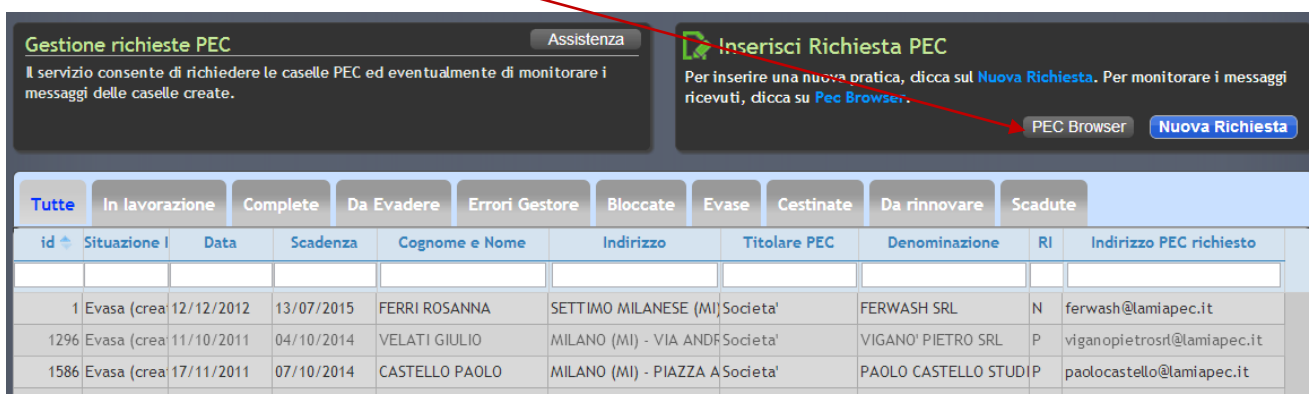 Gestione richieste PEC
Assistenza
Il servizio consente di richiedere le caselle PEC ed eventualmente di monitorare i
messaggi delle caselle create.
Inserisci Richiesta PEC
Per inserire una nuova pratica, clicca sul Nuova Richiesta. Per monitorare i messaggi
ricevuti, clicca su Pec Browser.
PEC Browser Nuova Richiesta
Tutte In lavorazione Complete Da Evadere Errori Gestore Bloccate Evase Cestinate Da rinnovare Scadute
id Situazione I Data Scadenza Cognome e Nome Indirizzo Titolare PEC Denominazione RI Indirizzo PEC richiesto
1 Evasa (crea 12/12/2012 13/07/2015 FERRI ROSANNA SETTIMO MILANESE (MI) Societa' FERWASH SRL N ferwash@lamiapec.it
1296 Evasa (crea 11/10/2011 04/10/2014 VELATI GIULIO MILANO (MI) - VIA ANDR Societa' VIGANO' PIETRO SRL P viganopietrosrl@lamiapec.it
1586 Evasa (crea 17/11/2011 07/10/2014 CASTELLO PAOLO MILANO (MI) - PIAZZA A Societa' PAOLO CASTELLO STUDI P paolocastello@lamiapec.it